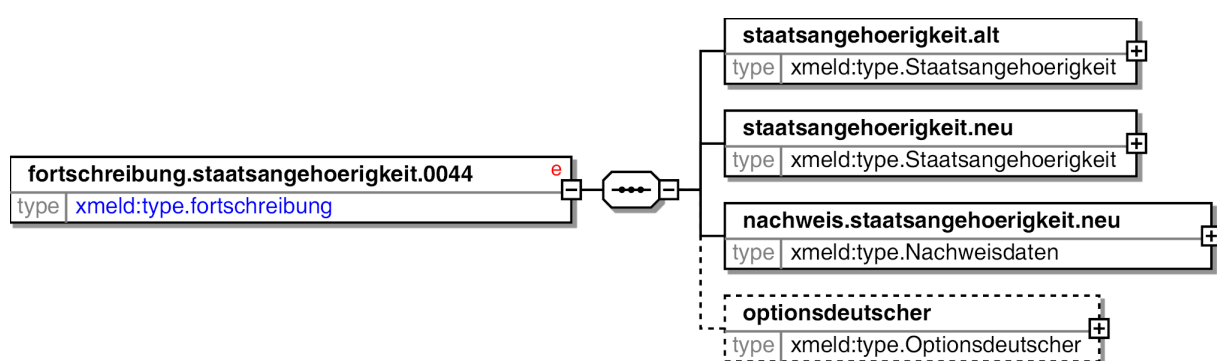 staatsangehoerigkeit.alt
type xmeld:type.Staatsangehoerigkeit
staatsangehoerigkeit.neu
type xmeld:type.Staatsangehoerigkeit
fortschreibung.staatsangehoerigkeit.0044 e
type xmeld:type.fortschreibung
nachweis.staatsangehoerigkeit.neu
type xmeld:type.Nachweisdaten
optionsdeutscher
type xmeld:type.Optionsdeutscher